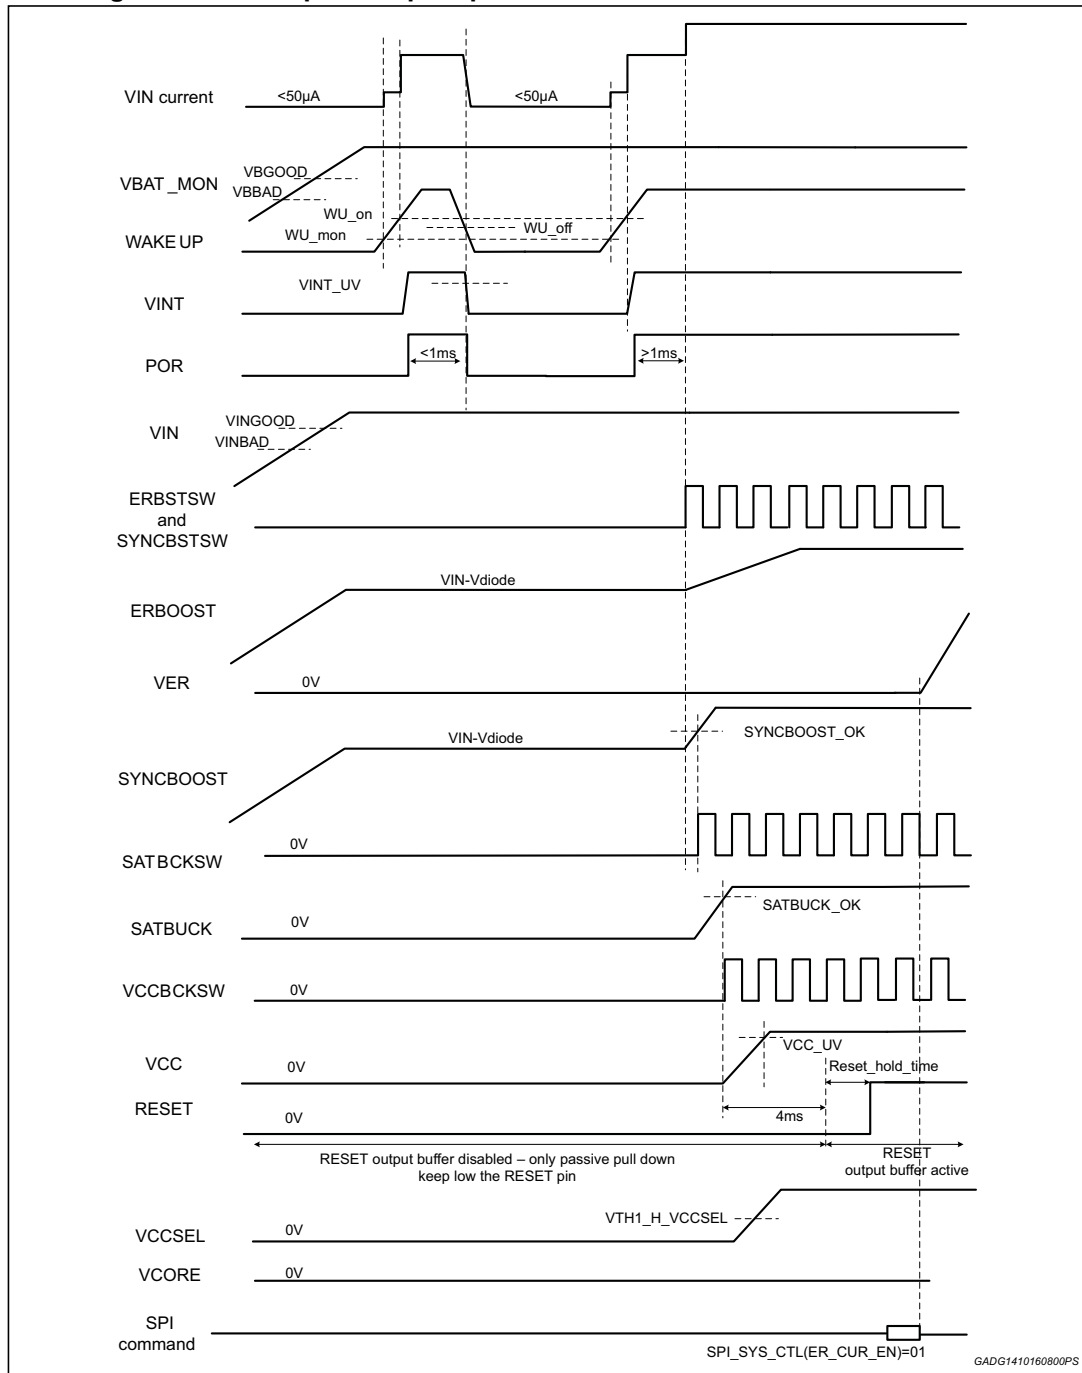 VIN current
<50µA
<50µA
VBGOOD
VBAT_MON
VBBAD
WU_on
WU_off
WAKE UP
WU_mon
VINT_UV
VINT
<1ms
>1ms
POR
VINGOOD
VIN
VINBAD
ERBSTSW
and
SYNCBSTSW
VIN-Vdiode
ERBOOST
VER
0V
SYNCBOOST_OK
VIN-Vdiode
SYNCBOOST
0V
SATBCKSW
SATBUCK_OK
SATBUCK
0V
VCCBCKSW
0V
VCC_UV
VCC
0V
Reset_hold_time
RESET
0V
4ms
RESET output buffer disabled – only passive pull down
keep low the RESET pin
RESET
output buffer active
VTH1_H_VCCSEL
VCCSEL
0V
VCORE
0V
SPI
command
SPI_SYS_CTL(ER_CUR_EN)=01
GADG1410160800PS